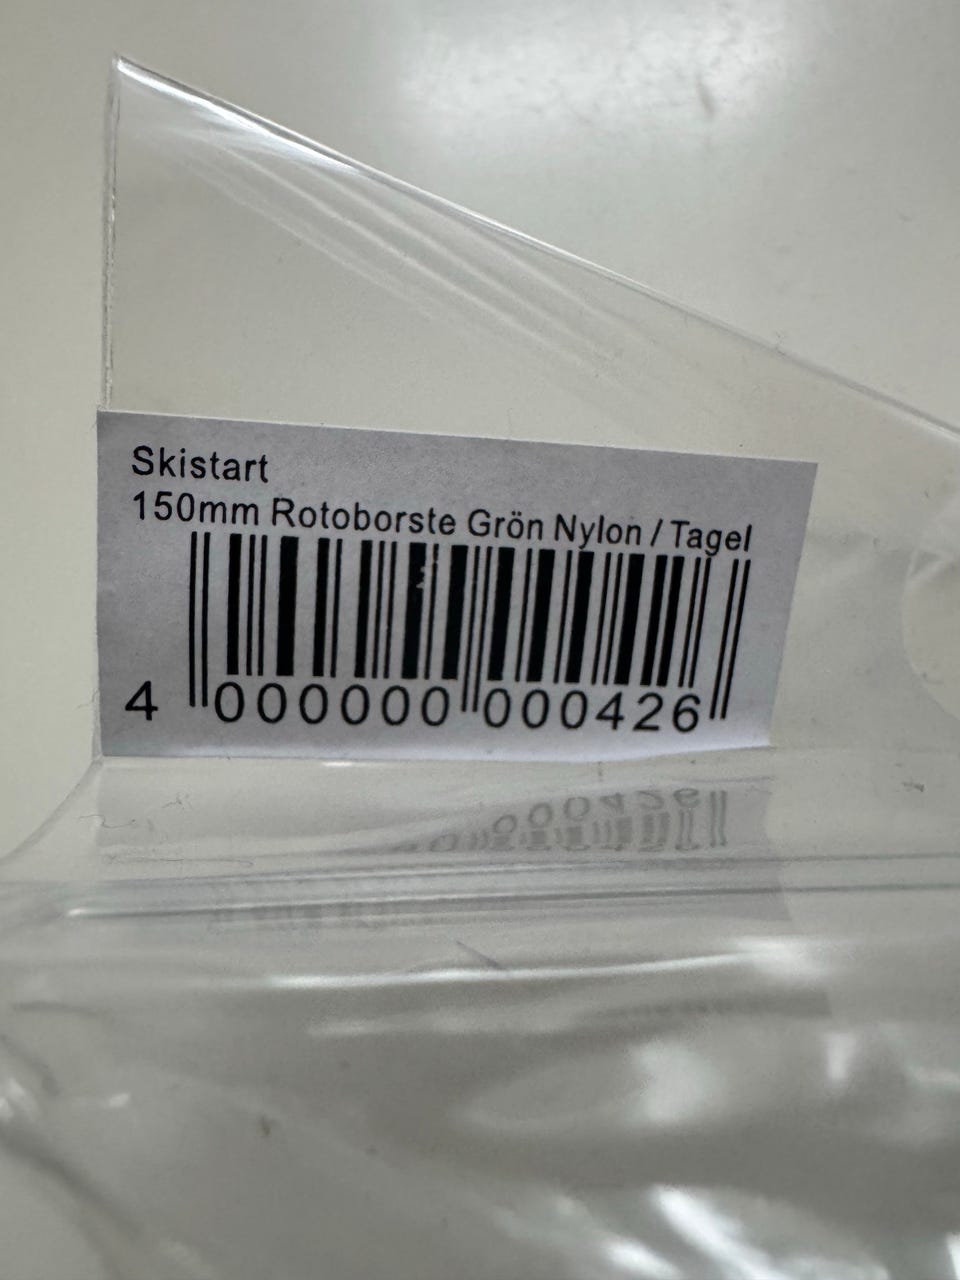 Skistart
150mm Rotoborste Grön Nylon / Tagel
4 000000 000426